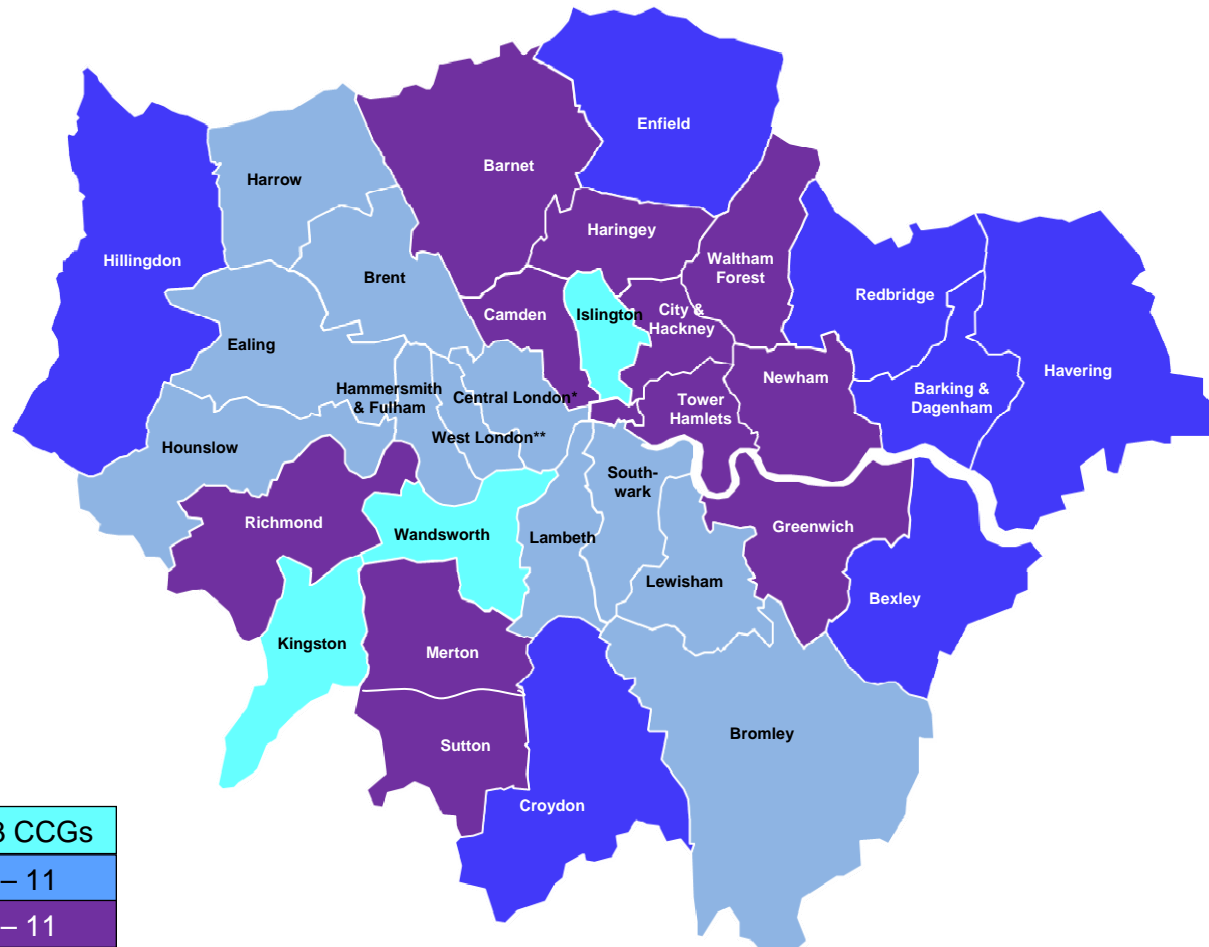 Enfield
Barnet
Harrow
Haringey
Waltham
Forest
Hillingdon
Brent
Redbridge
Camden
Islington
City &
Hackney
Ealing
Havering
Newham
Hammersmith
& Fulham
Central London*
Barking &
Dagenham
Tower
Hamlets
West London**
Hounslow
South-
wark
Richmond
Wandsworth
Lambeth
Greenwich
Lewisham
Bexley
Kingston
Merton
Bromley
Sutton
Croydon
CCGs
– 11
– 11